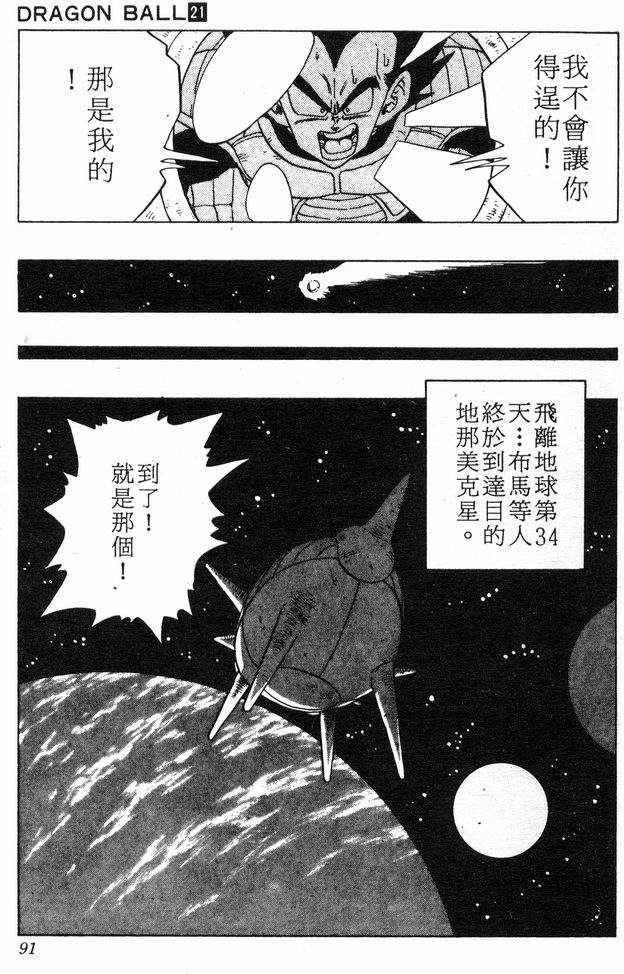 DRAGON BALL 21
我不會讓你
得逞的！
那是我的
！
飛離地球第34
天…布馬等人
終於到達目的
地那美克星。
到了！
就是那個！
91